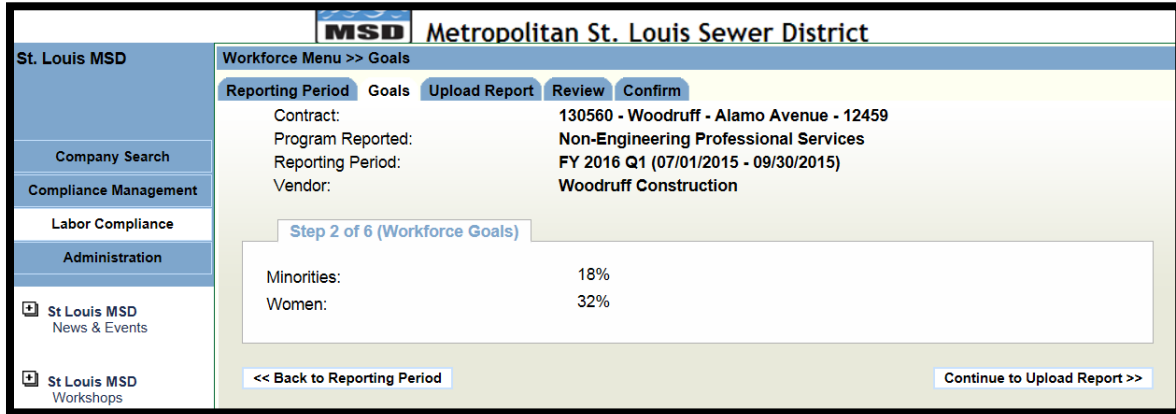 MSD Metropolitan St. Louis Sewer District
St. Louis MSD
Workforce Menu >> Goals
Reporting Period Goals Upload Report Review Confirm
Contract: 130560 - Woodruff - Alamo Avenue - 12459
Program Reported: Non-Engineering Professional Services
Reporting Period: FY 2016 Q1 (07/01/2015 - 09/30/2015)
Vendor: Woodruff Construction
Company Search
Compliance Management
Labor Compliance
Administration
Step 2 of 6 (Workforce Goals)
Minorities: 18%
Women: 32%
St Louis MSD
News & Events
St Louis MSD
Workshops
<< Back to Reporting Period
Continue to Upload Report >>